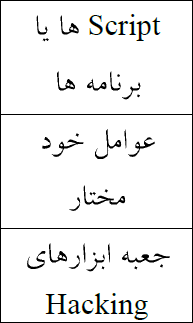 Script ها یا
برنامه ها
عوامل خود
مختار
جعبه ابزارهای
Hacking